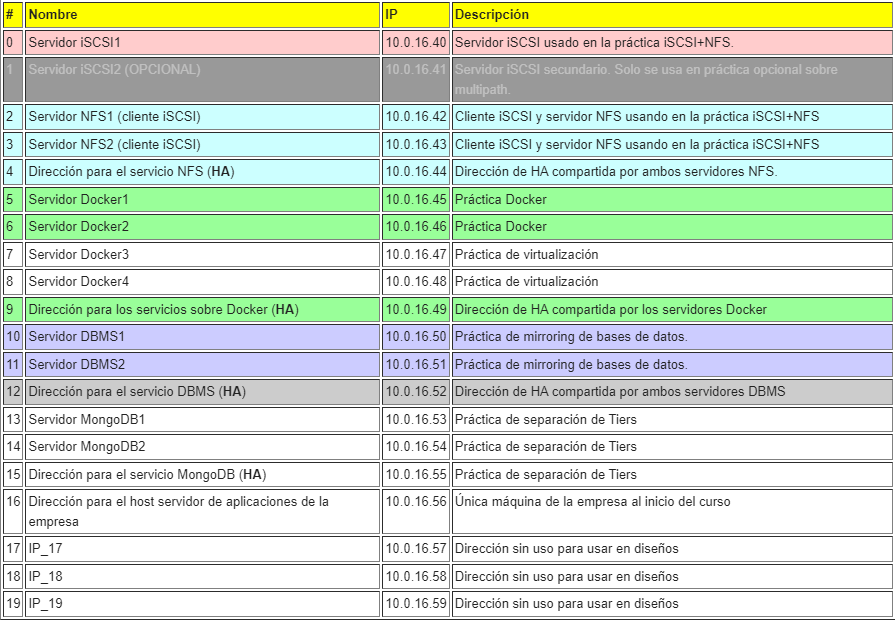 # Nombre IP Descripción
0 Servidor iSCSI1 10.0.16.40 Servidor iSCSI usado en la práctica iSCSI+NFS.
1 Servidor iSCSI2 (OPCIONAL) 10.0.16.41 Servidor iSCSI secundario. Solo se usa en práctica opcional sobre
multipath.
2 Servidor NFS1 (cliente iSCSI) 10.0.16.42 Cliente iSCSI y servidor NFS usando en la práctica iSCSI+NFS
3 Servidor NFS2 (cliente iSCSI) 10.0.16.43 Cliente iSCSI y servidor NFS usando en la práctica iSCSI+NFS
4 Dirección para el servicio NFS (HA) 10.0.16.44 Dirección de HA compartida por ambos servidores NFS.
5 Servidor Docker1 10.0.16.45 Práctica Docker
6 Servidor Docker2 10.0.16.46 Práctica Docker
7 Servidor Docker3 10.0.16.47 Práctica de virtualización
8 Servidor Docker4 10.0.16.48 Práctica de virtualización
9 Dirección para los servicios sobre Docker (HA) 10.0.16.49 Dirección de HA compartida por los servidores Docker
10 Servidor DBMS1 10.0.16.50 Práctica de mirroring de bases de datos.
11 Servidor DBMS2 10.0.16.51 Práctica de mirroring de bases de datos.
12 Dirección para el servicio DBMS (HA) 10.0.16.52 Dirección de HA compartida por ambos servidores DBMS
13 Servidor MongoDB1 10.0.16.53 Práctica de separación de Tiers
14 Servidor MongoDB2 10.0.16.54 Práctica de separación de Tiers
15 Dirección para el servicio MongoDB (HA) 10.0.16.55 Práctica de separación de Tiers
16 Dirección para el host servidor de aplicaciones de la 10.0.16.56 Única máquina de la empresa al inicio del curso
empresa
17 IP_17 10.0.16.57 Dirección sin uso para usar en diseños
18 IP_18 10.0.16.58 Dirección sin uso para usar en diseños
19 IP_19 10.0.16.59 Dirección sin uso para usar en diseños